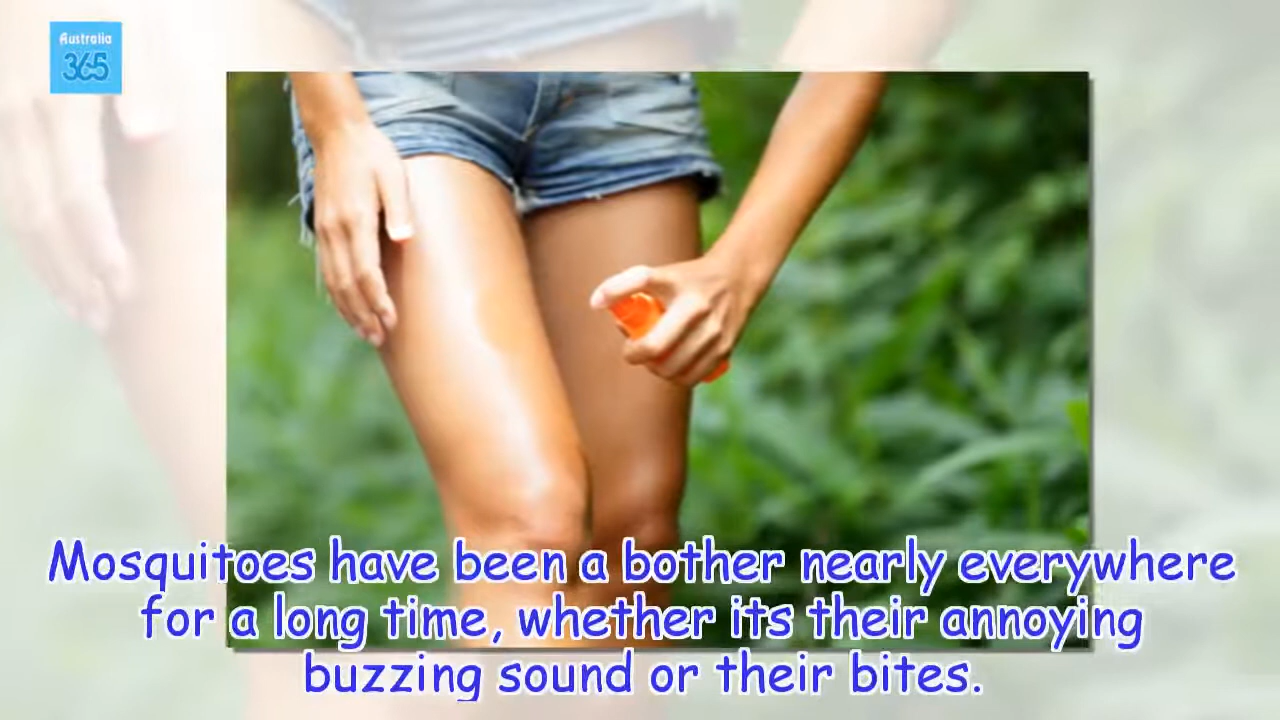 Australia
365
Mosquitoes have been a bother nearly everywhere
for a long time, whether its their annoying
buzzing sound or their bites.